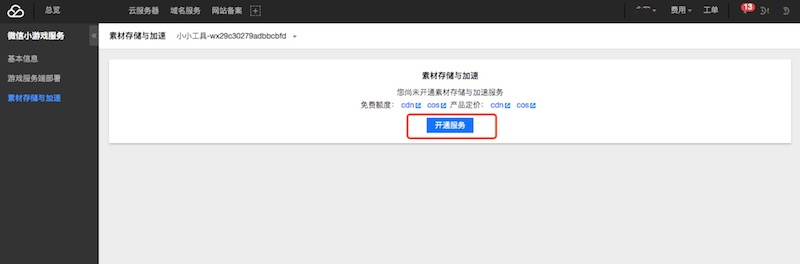 总览 云服务器 域名服务 网站备案 费用 工单 13
微信小游戏服务
基本信息
游戏服务端部署
素材存储与加速
素材存储与加速 小小工具-wx29c30279adbbcbfd
素材存储与加速
您尚未开通素材存储与加速服务
免费额度： cdn cos 产品定价： cdn cos
开通服务